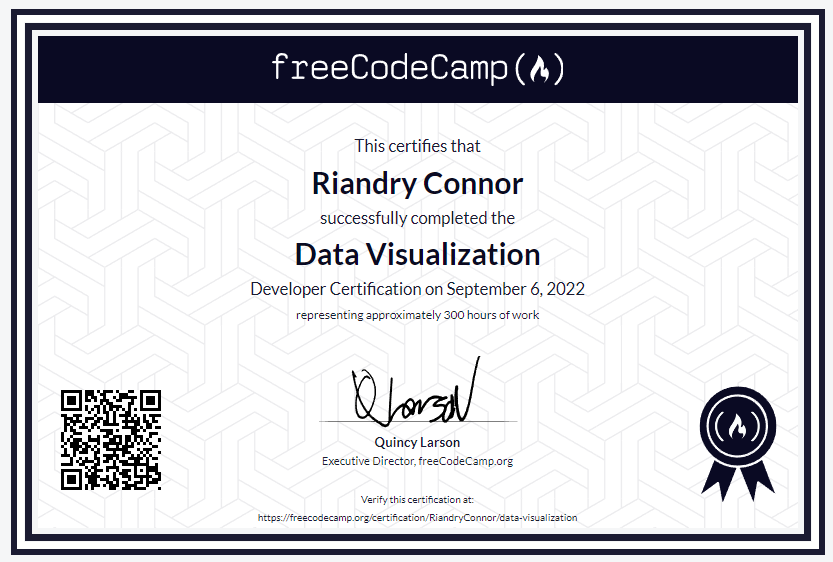 freeCodeCamp
This certifies that
Riandry Connor
successfully completed the
Data Visualization
Developer Certification on September 6, 2022
representing approximately 300 hours of work
Q Larson
Quincy Larson
Executive Director, freeCodeCamp.org
Verify this certification at:
https://freecodecamp.org/certification/RiandryConnor/data-visualization